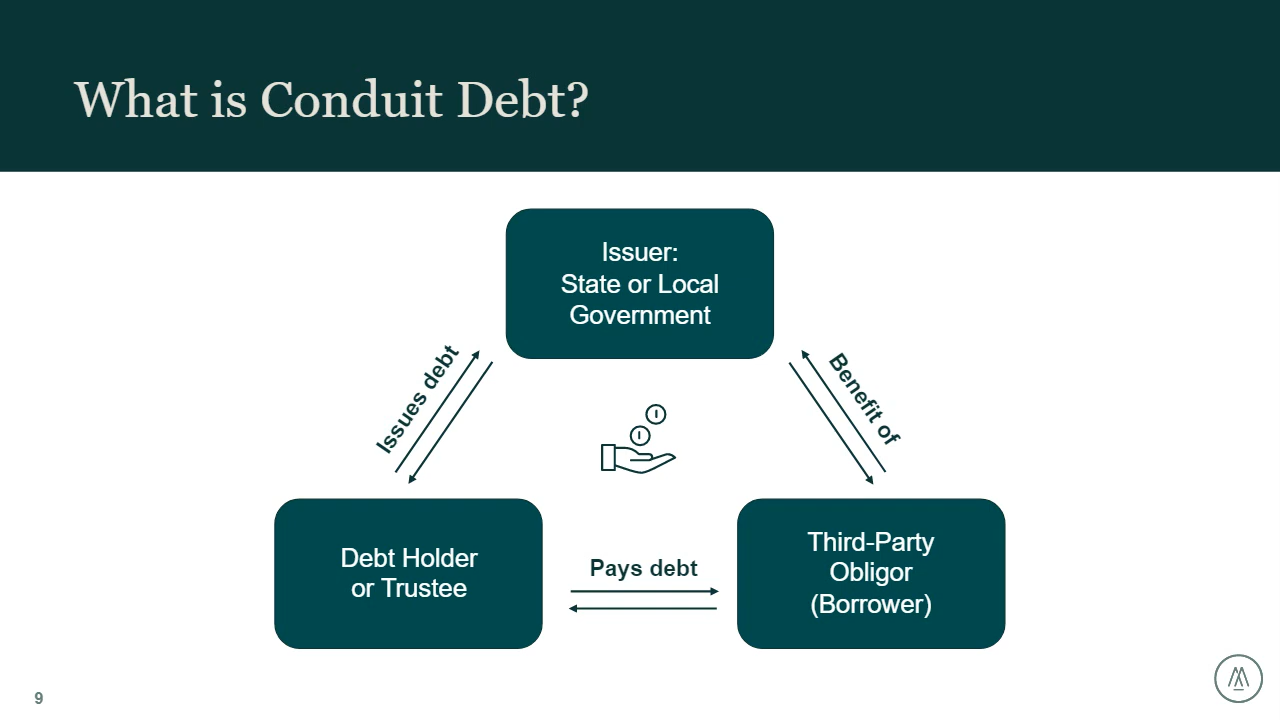 What is Conduit Debt?
Issuer:
State or Local
Government
Issues debt
Benefit of
Debt Holder
or Trustee
Pays debt
Third-Party
Obligor
(Borrower)
9